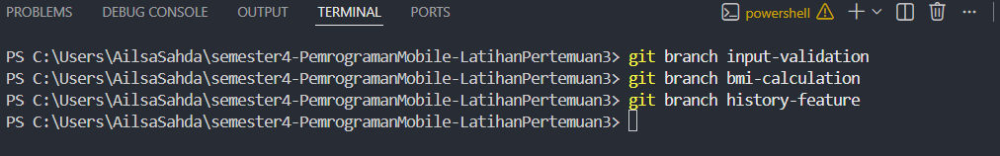 PROBLEMS DEBUG CONSOLE OUTPUT TERMINAL PORTS powershell
PS C:\Users\AilsaSahda\semester4-PemrogramanMobile-LatihanPertemuan3> git branch input-validation
PS C:\Users\AilsaSahda\semester4-PemrogramanMobile-LatihanPertemuan3> git branch bmi-calculation
PS C:\Users\AilsaSahda\semester4-PemrogramanMobile-LatihanPertemuan3> git branch history-feature
PS C:\Users\AilsaSahda\semester4-PemrogramanMobile-LatihanPertemuan3>